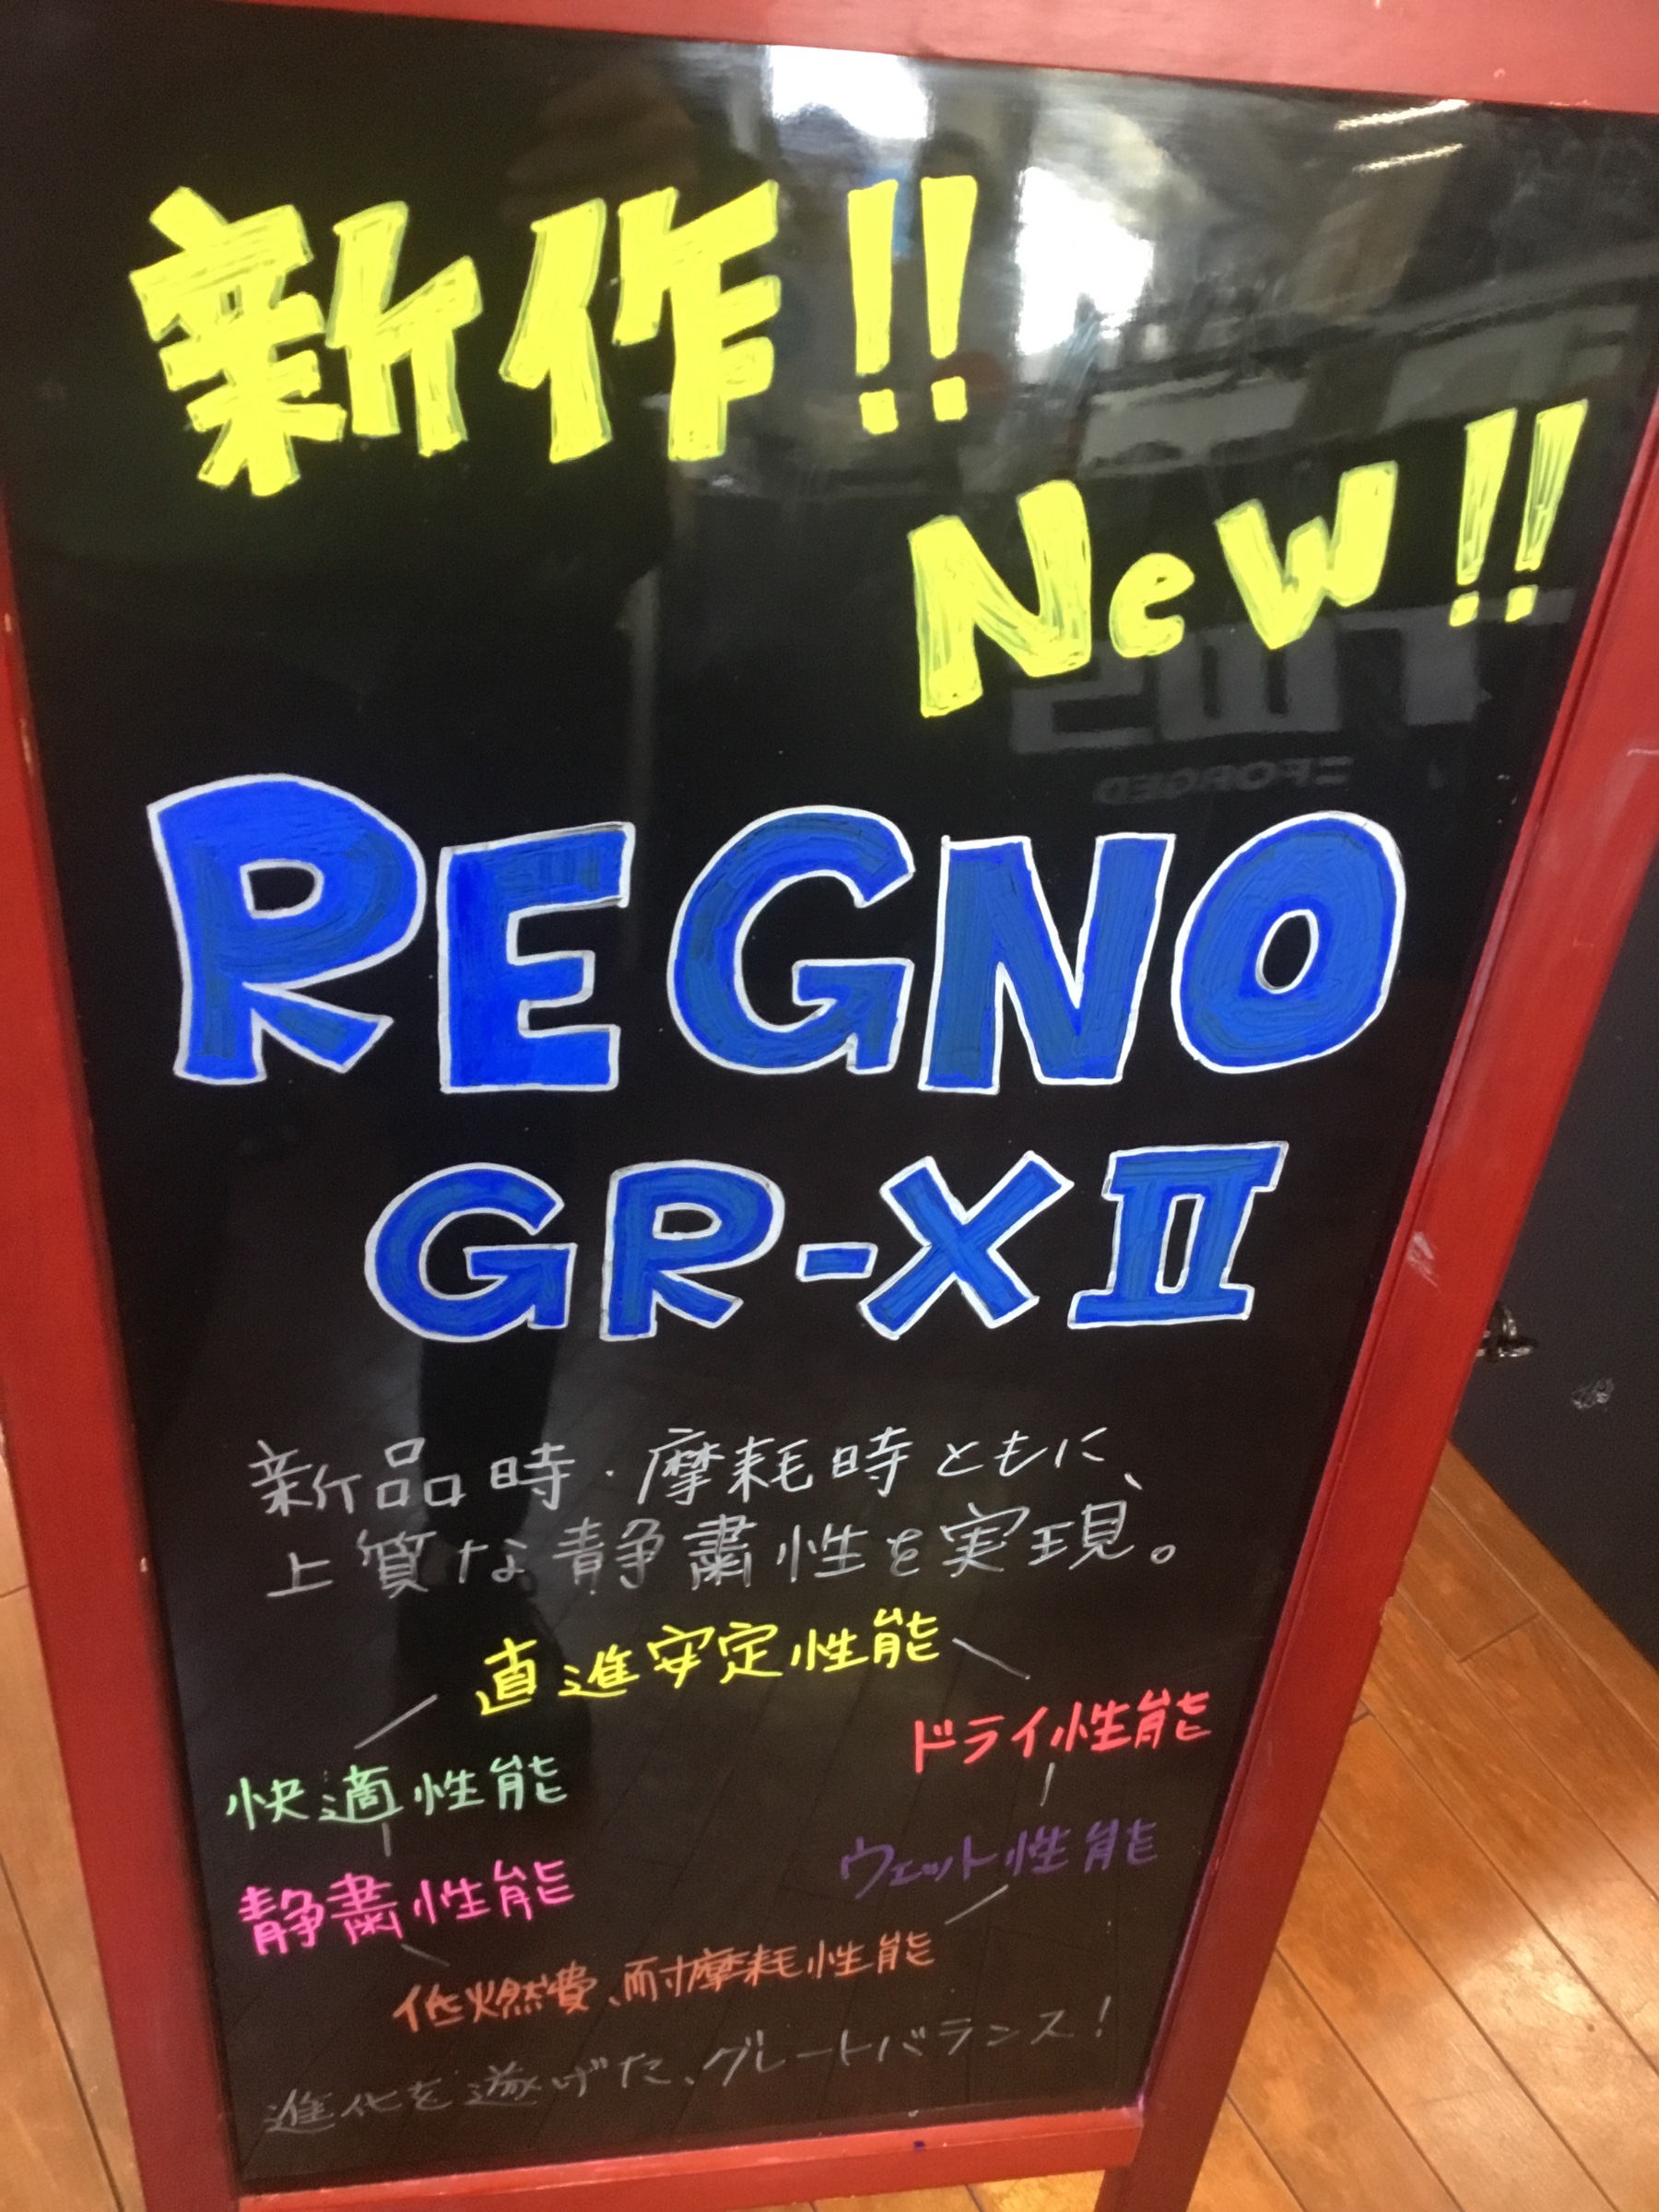 新作!!
New!!
REGNO
GR-XⅡ
新品時・摩耗時ともに、
上質な静粛性を実現。
直進安定性能
ドライ性能
快適性能
ウェット性能
静粛性能
低燃費、耐摩耗性能
進化を遂げた、グレートバランス!
TWS
FORGED